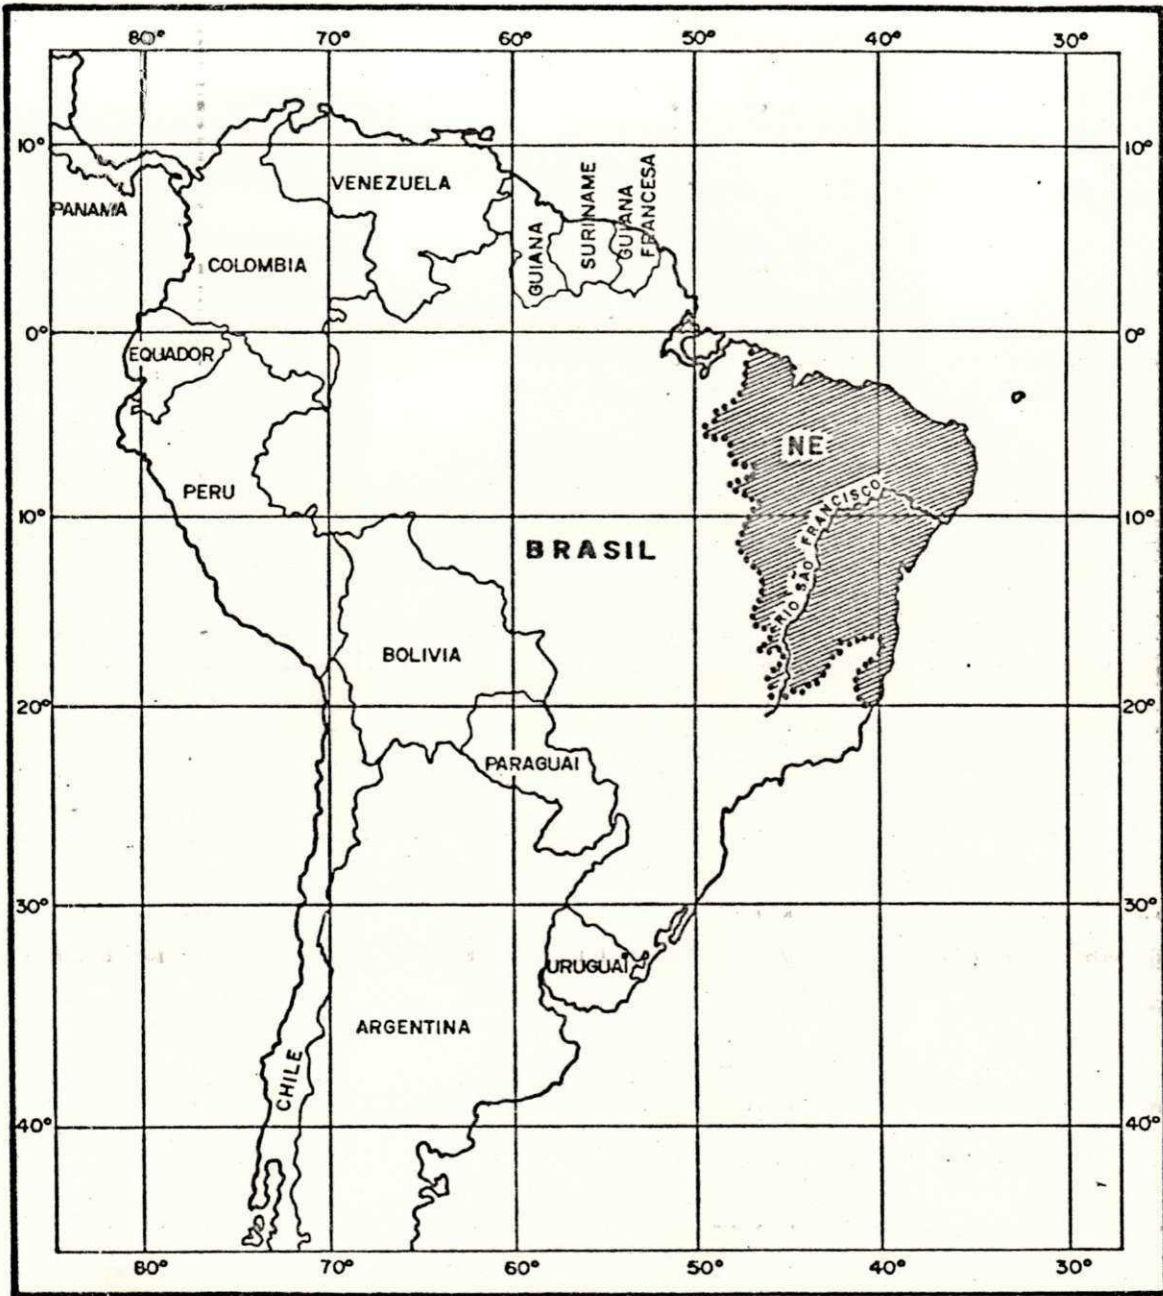 80° 70° 60° 50° 40° 30°
10° 10°
VENEZUELA
PANAMA
SURINAME
GUIANA
FRANCESA
GUIANA
COLOMBIA
0° 0°
EQUADOR
NE
PERU
RIO SÃO FRANCISCO
10° 10°
BRASIL
BOLIVIA
20° 20°
PARAGUAI
30° 30°
URUGUAI
ARGENTINA
CHILE
40° 40°
80° 70° 60° 50° 40° 30°